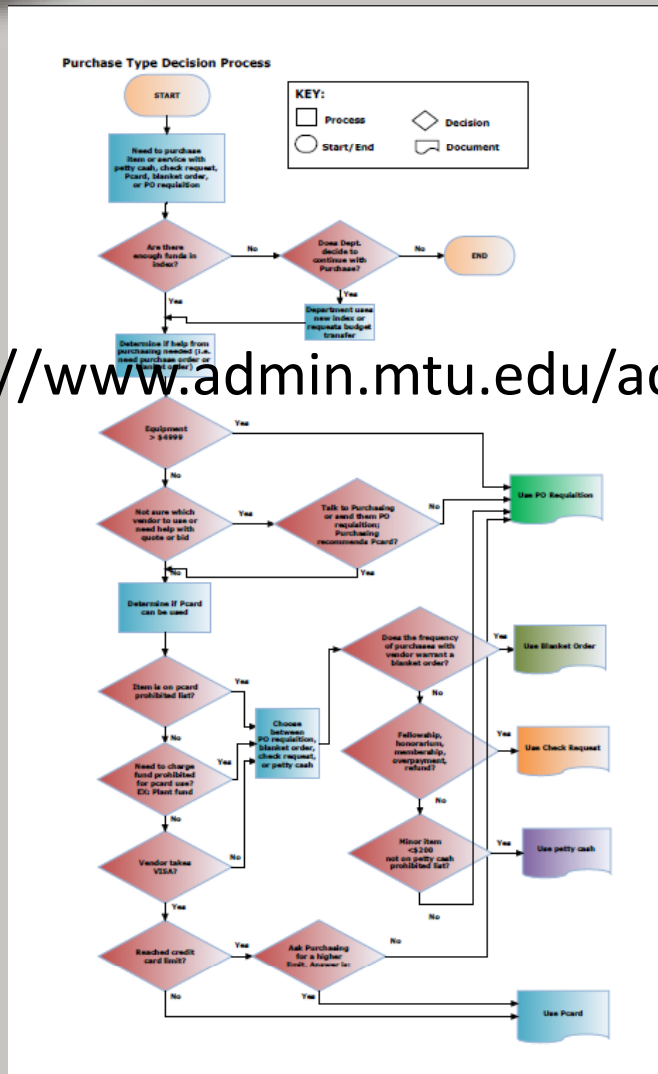 Purchase Type Decision Process
KEY:
Process
Decision
Start/End
Document
START
Need to purchase
item or service with
petty cash, check request,
Pcard, blanket order,
or PO requisition
Are there
enough funds in
index?
No
Does Dept.
decide to
continue with
Purchase?
No
END
Yes
Yes
Department uses
new index or
requests budget
transfer
Determine if help from
purchasing needed (i.e.
need purchase order or
blanket order)
//www.admin.mtu.edu/ac
Equipment
> $4999
Yes
No
Use PO Requisition
Not sure which
vendor to use or
need help with
quote or bid
Yes
Talk to Purchasing
or send them PO
requisition;
Purchasing
recommends Pcard?
No
No
Yes
Determine if Pcard
can be used
Does the frequency
of purchases with
vendor warrant a
blanket order?
Yes
Use Blanket Order
No
Item is on pcard
prohibited list?
Yes
No
Choose
between
PO requisition,
blanket order,
check request,
or petty cash
Fellowship,
honorarium,
membership,
overpayment,
refund?
Yes
Use Check Request
No
Need to charge
fund prohibited
for pcard use?
EX: Plant fund
Yes
No
Minor item
<$200
not on petty cash
prohibited list?
Yes
Use petty cash
No
Vendor takes
VISA?
No
Yes
Reached credit
card limit?
Yes
Ask Purchasing
for a higher
limit. Answer is:
No
Yes
No
Use Pcard